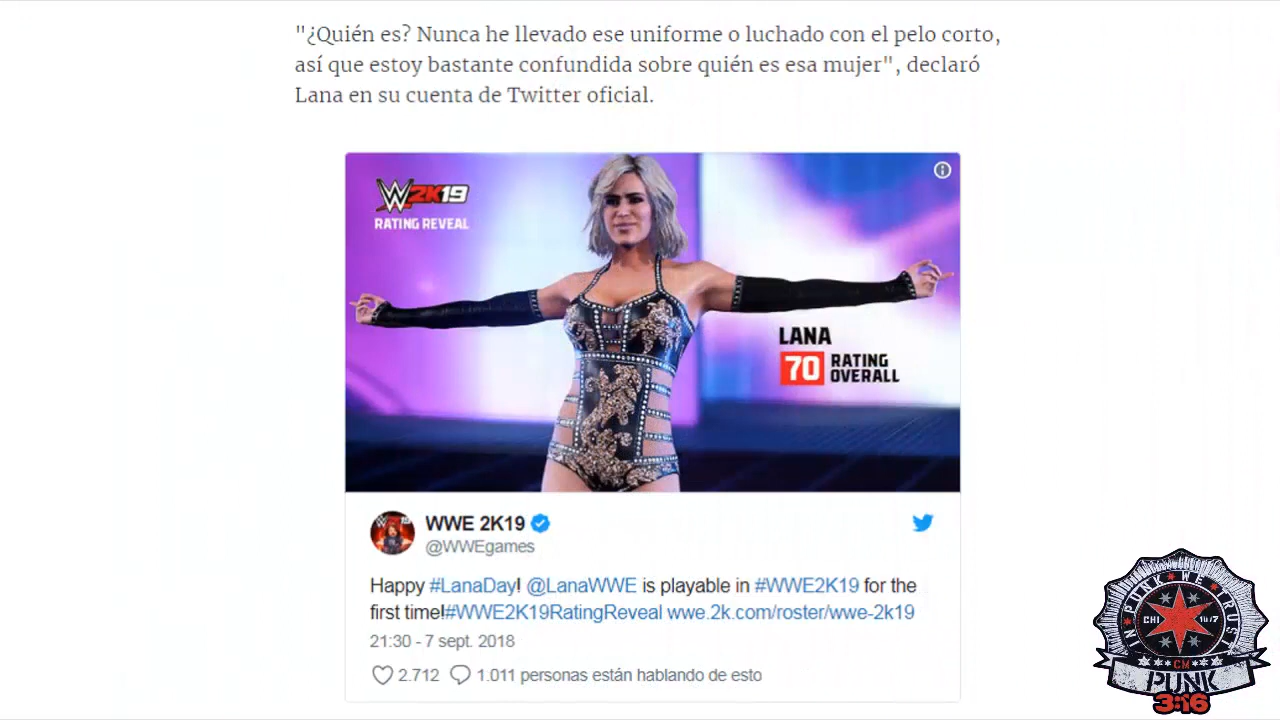 "¿Quién es? Nunca he llevado ese uniforme o luchado con el pelo corto,
así que estoy bastante confundida sobre quién es esa mujer", declaró
Lana en su cuenta de Twitter oficial.
W 2K19
RATING REVEAL
LANA
70 RATING
OVERALL
WWE 2K19
@WWEgames
Happy #LanaDay! @LanaWWE is playable in #WWE2K19 for the
first time!#WWE2K19RatingReveal wwe.2k.com/roster/wwe-2k19
21:30 - 7 sept. 2018
2.712 1.011 personas están hablando de esto
IN PUNK WE TRUST
CHI
CM
PUNK
3:16